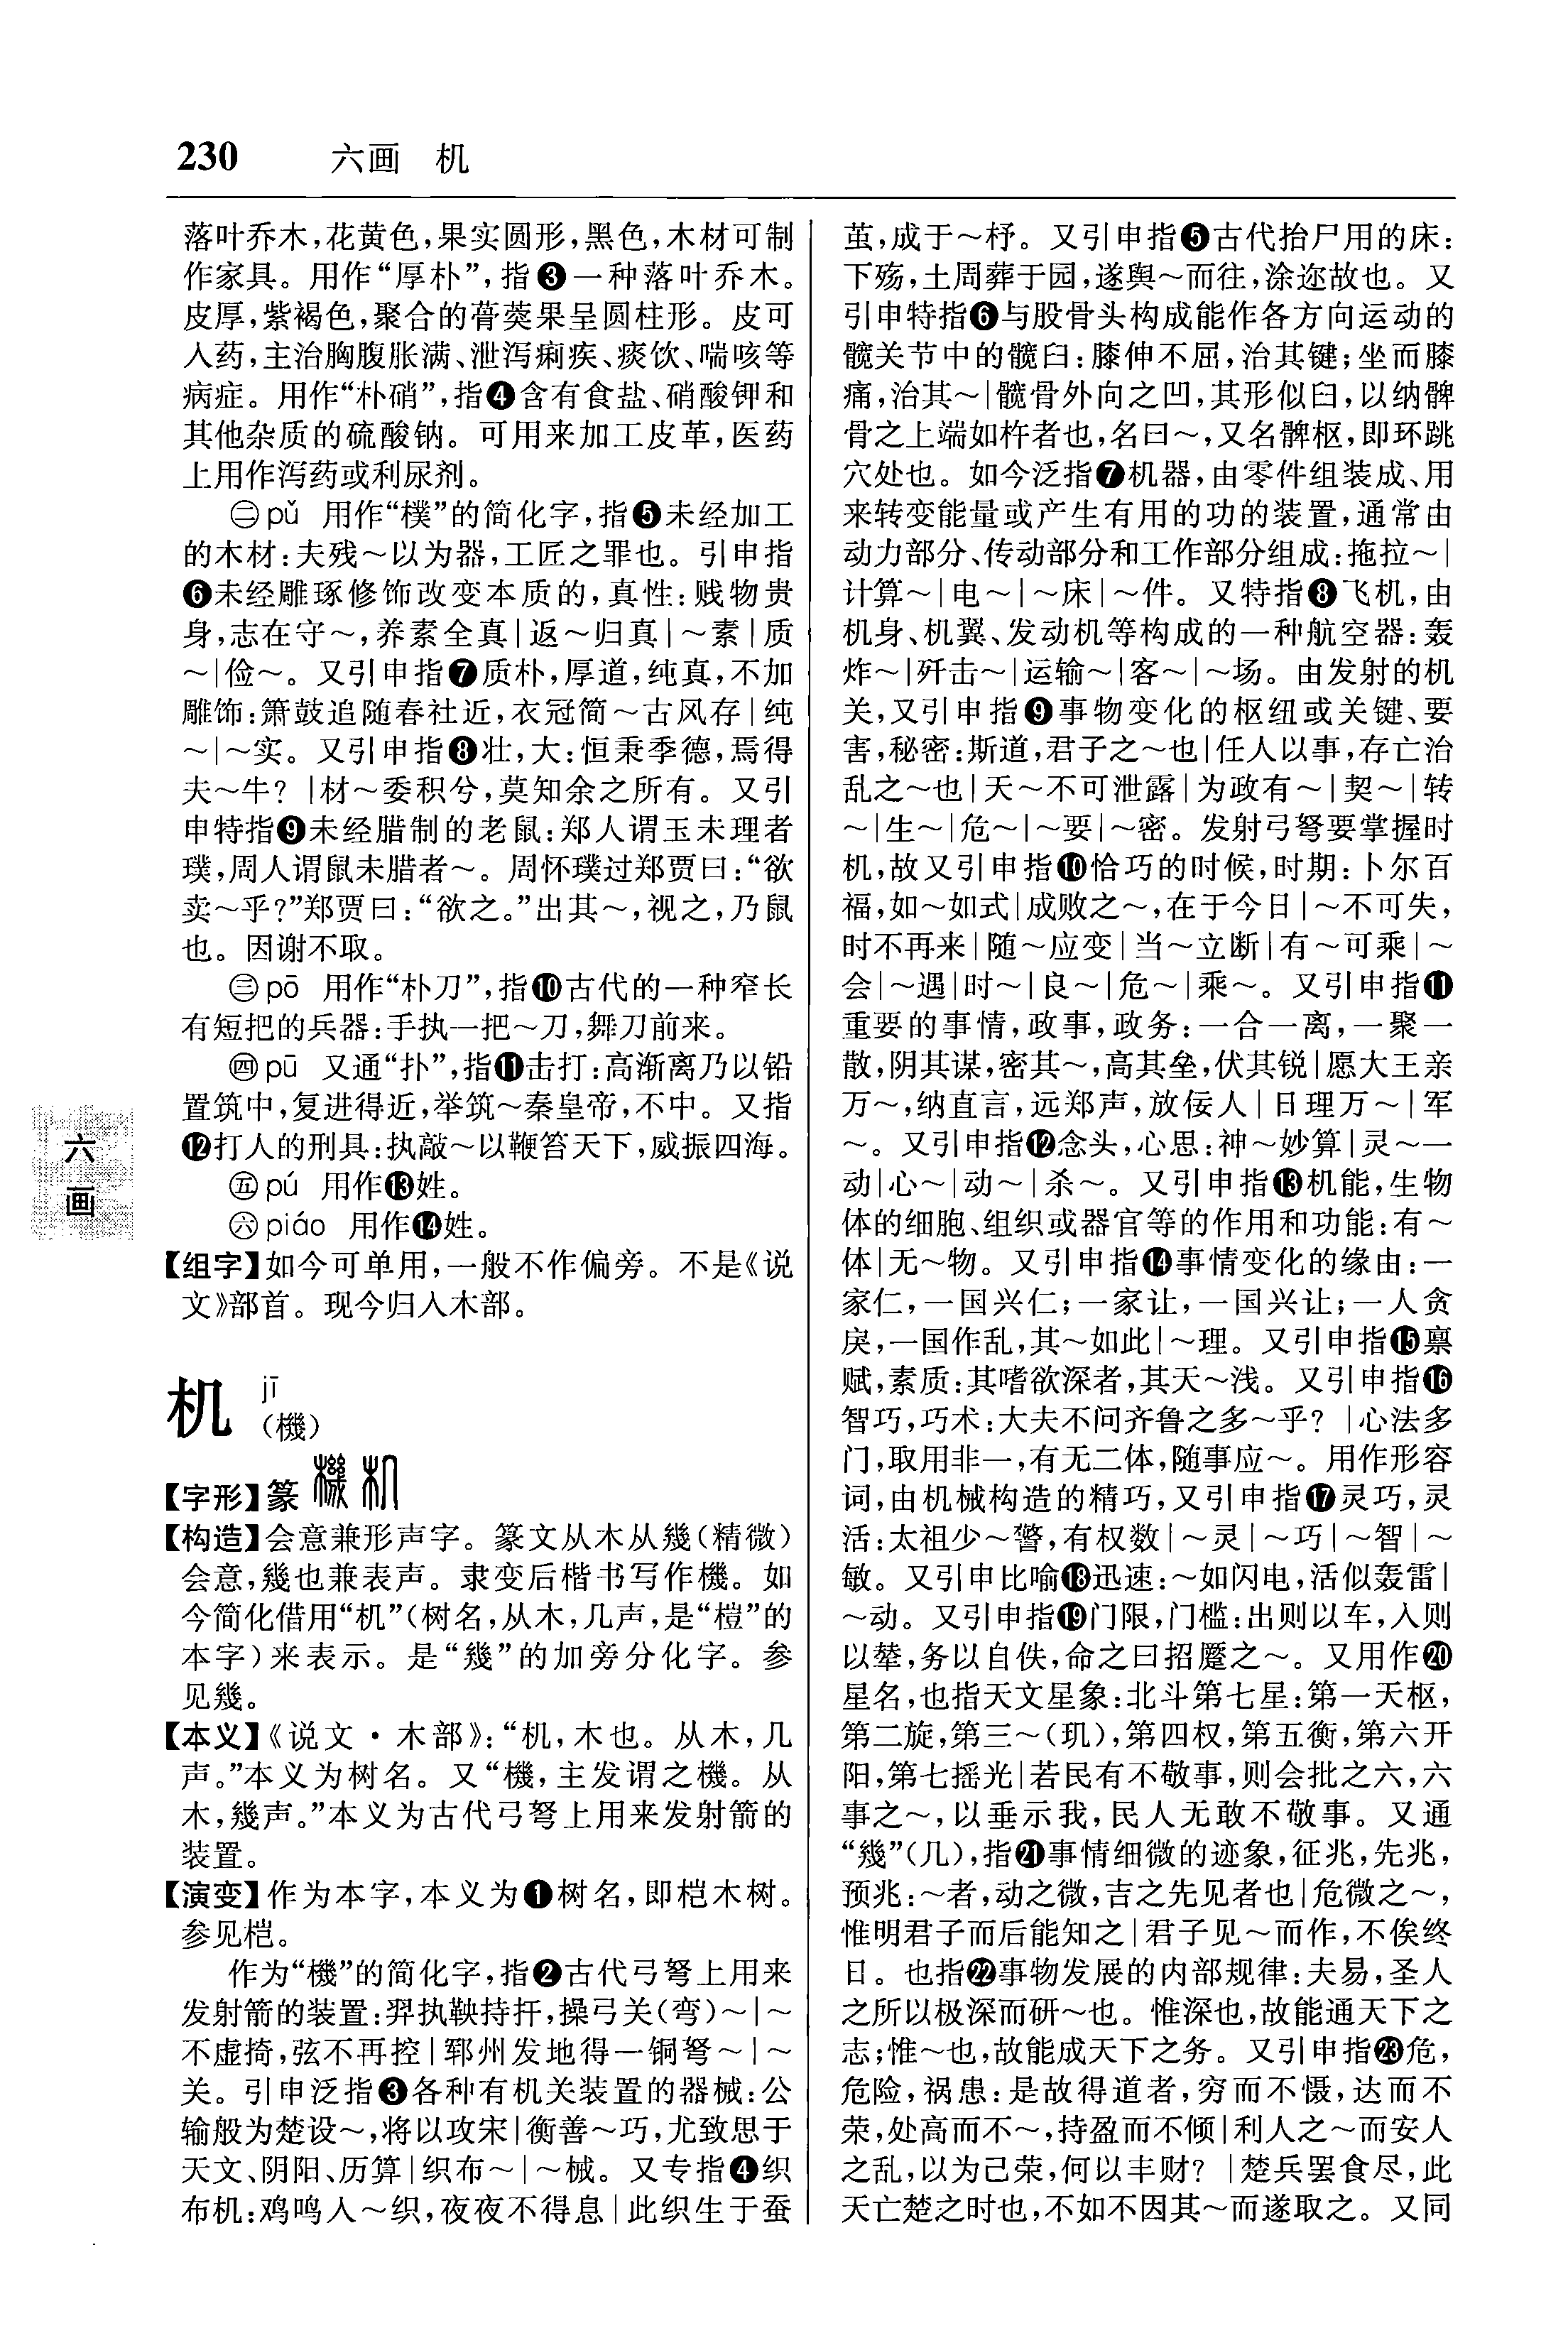 230 六画 机
落叶乔木,花黄色,果实圆形,黑色,木材可制
作家具。用作“厚朴”,指❸一种落叶乔木。
皮厚,紫褐色,聚合的蓇葖果呈圆柱形。皮可
入药,主治胸腹胀满、泄泻痢疾、痰饮、喘咳等
病症。用作“朴硝”,指❹含有食盐、硝酸钾和
其他杂质的硫酸钠。可用来加工皮革,医药
上用作泻药或利尿剂。
㊁pǔ 用作“樸”的简化字,指❺未经加工
的木材:夫残～以为器,工匠之罪也。引申指
❻未经雕琢修饰改变本质的,真性:贱物贵
身,志在守～,养素全真|返～归真|～素|质
～|俭～。又引申指❼质朴,厚道,纯真,不加
雕饰:箫鼓追随春社近,衣冠简～古风存|纯
～|～实。又引申指❽壮,大:恒秉季德,焉得
夫～牛? |材～委积兮,莫知余之所有。又引
申特指❾未经腊制的老鼠:郑人谓玉未理者
璞,周人谓鼠未腊者～。周怀璞过郑贾曰:“欲
卖～乎?”郑贾曰:“欲之。”出其～,视之,乃鼠
也。因谢不取。
㊂pō 用作“朴刀”,指❿古代的一种窄长
有短把的兵器:手执一把～刀,舞刀前来。
㊃pū 又通“扑”,指⓫击打:高渐离乃以铅
置筑中,复进得近,举筑～秦皇帝,不中。又指
⓬打人的刑具:执敲～以鞭笞天下,威振四海。
㊄pú 用作⓭姓。
㊅piáo 用作⓮姓。
【组字】如今可单用,一般不作偏旁。不是《说
文》部首。现今归入木部。
机 jī
(機)
【字形】篆 機 机
【构造】会意兼形声字。篆文从木从幾(精微)
会意,幾也兼表声。隶变后楷书写作機。如
今简化借用“机”(树名,从木,几声,是“榿”的
本字)来表示。是“幾”的加旁分化字。参
见幾。
【本义】《说文·木部》:“机,木也。从木,几
声。”本义为树名。又“機,主发谓之機。从
木,幾声。”本义为古代弓弩上用来发射箭的
装置。
【演变】作为本字,本义为❶树名,即桤木树。
参见桤。
作为“機”的简化字,指❷古代弓弩上用来
发射箭的装置:羿执鞅持扞,操弓关(弯)～|～
不虚掎,弦不再控|郓州发地得一铜弩～|～
关。引申泛指❸各种有机关装置的器械:公
输般为楚设～,将以攻宋|衡善～巧,尤致思于
天文、阴阳、历算|织布～|～械。又专指❹织
布机:鸡鸣入～织,夜夜不得息|此织生于蚕
茧,成于～杼。又引申指❺古代抬尸用的床:
下殇,土周葬于园,遂舆～而往,涂迩故也。又
引申特指❻与股骨头构成能作各方向运动的
髋关节中的髋臼:膝伸不屈,治其键;坐而膝
痛,治其～|髋骨外向之凹,其形似臼,以纳髀
骨之上端如杵者也,名曰～,又名髀枢,即环跳
穴处也。如今泛指❼机器,由零件组装成、用
来转变能量或产生有用的功的装置,通常由
动力部分、传动部分和工作部分组成:拖拉～|
计算～|电～|～床|～件。又特指❽飞机,由
机身、机翼、发动机等构成的一种航空器:轰
炸～|歼击～|运输～|客～|～场。由发射的机
关,又引申指❾事物变化的枢纽或关键、要
害,秘密:斯道,君子之～也|任人以事,存亡治
乱之～也|天～不可泄露|为政有～|契～|转
～|生～|危～|～要|～密。发射弓弩要掌握时
机,故又引申指❿恰巧的时候,时期:卜尔百
福,如～如式|成败之～,在于今日|～不可失,
时不再来|随～应变|当～立断|有～可乘|～
会|～遇|时～|良～|危～|乘～。又引申指⓫
重要的事情,政事,政务:一合一离,一聚一
散,阴其谋,密其～,高其垒,伏其锐|愿大王亲
万～,纳直言,远郑声,放佞人|日理万～|军
～。又引申指⓬念头,心思:神～妙算|灵～一
动|心～|动～|杀～。又引申指⓭机能,生物
体的细胞、组织或器官等的作用和功能:有～
体|无～物。又引申指⓮事情变化的缘由:一
家仁,一国兴仁;一家让,一国兴让;一人贪
戾,一国作乱,其～如此|～理。又引申指⓯禀
赋,素质:其嗜欲深者,其天～浅。又引申指⓰
智巧,巧术:大夫不问齐鲁之多～乎? |心法多
门,取用非一,有无二体,随事应～。用作形容
词,由机械构造的精巧,又引申指⓱灵巧,灵
活:太祖少～警,有权数|～灵|～巧|～智|～
敏。又引申比喻⓲迅速:～如闪电,活似轰雷|
～动。又引申指⓳门限,门槛:出则以车,入则
以辇,务以自佚,命之曰招蹷之～。又用作⓴
星名,也指天文星象:北斗第七星:第一天枢,
第二旋,第三～(玑),第四权,第五衡,第六开
阳,第七摇光|若民有不敬事,则会批之六,六
事之～,以垂示我,民人无敢不敬事。又通
“幾”(几),指㉑事情细微的迹象,征兆,先兆,
预兆:～者,动之微,吉之先见者也|危微之～,
惟明君子而后能知之|君子见～而作,不俟终
日。也指㉒事物发展的内部规律:夫易,圣人
之所以极深而研～也。惟深也,故能通天下之
志;惟～也,故能成天下之务。又引申指㉓危,
危险,祸患:是故得道者,穷而不慑,达而不
荣,处高而不～,持盈而不倾|利人之～而安人
之乱,以为己荣,何以丰财? |楚兵罢食尽,此
天亡楚之时也,不如不因其～而遂取之。又同
六
画